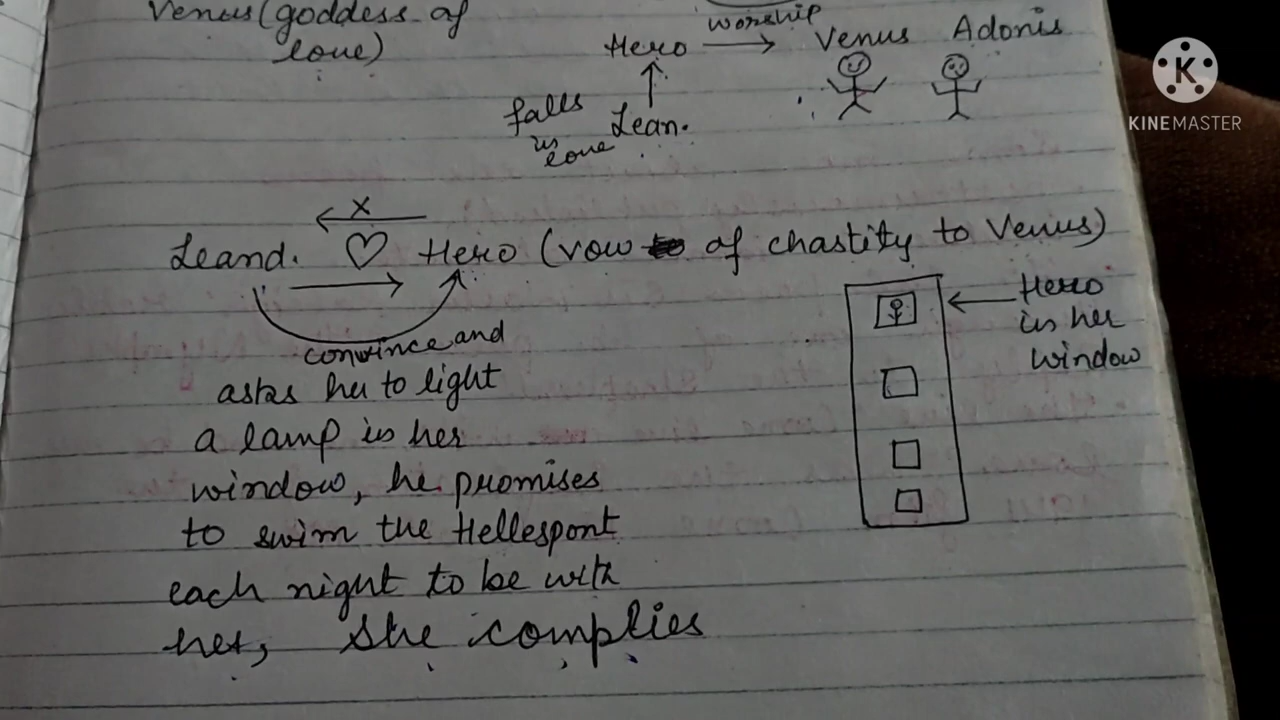 Venus (goddess of
love)
worship
Hero → Venus Adonis
falls
in
love
Lean.
x
Leand. ♡ Hero (vow of chastity to Venus)
convince and
asks her to light
a lamp in her
window, he promises
to swim the Hellespont
each night to be with
her, She complies
Hero
in her
window
K
KINEMASTER